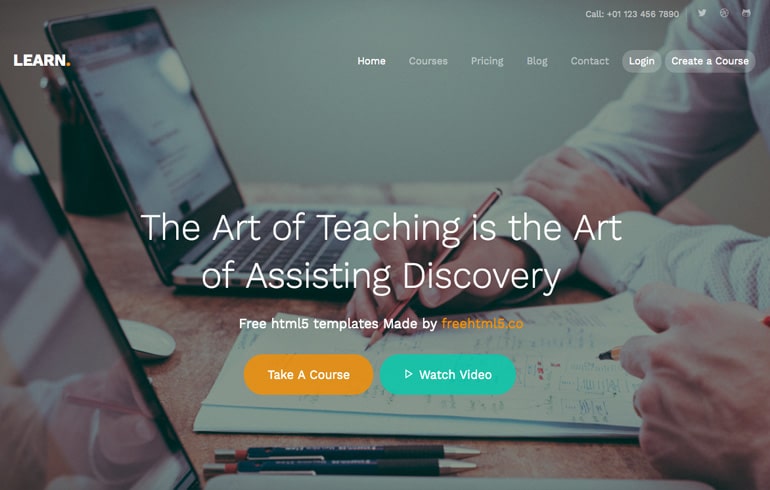 Call: +01 123 456 7890
LEARN.
Home Courses Pricing Blog Contact Login Create a Course
The Art of Teaching is the Art
of Assisting Discovery
Free html5 templates Made by freehtml5.co
Take A Course Watch Video